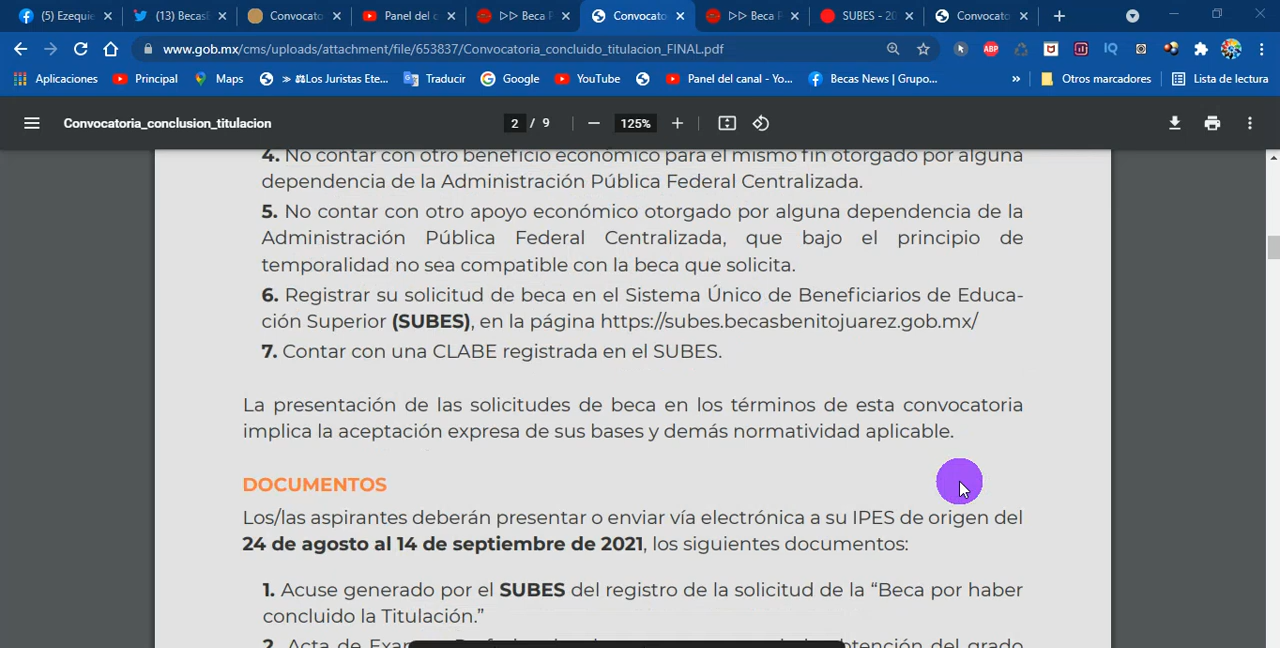 (5) Ezequie
(13) Becas
Convocato
Panel del c
>> Beca P
Convocato
>> Beca P
SUBES - 20
Convocato
www.gob.mx/cms/uploads/attachment/file/653837/Convocatoria_concluido_titulacion_FINAL.pdf
ABP
IQ
Aplicaciones
Principal
Maps
Los Juristas Ete...
Traducir
Google
YouTube
Panel del canal - Yo...
Becas News | Grupo...
»
Otros marcadores
Lista de lectura
Convocatoria_conclusion_titulacion
2 / 9
125%
4. No contar con otro beneficio económico para el mismo fin otorgado por alguna
dependencia de la Administración Pública Federal Centralizada.
5. No contar con otro apoyo económico otorgado por alguna dependencia de la
Administración Pública Federal Centralizada, que bajo el principio de
temporalidad no sea compatible con la beca que solicita.
6. Registrar su solicitud de beca en el Sistema Único de Beneficiarios de Educa-
ción Superior (SUBES), en la página https://subes.becasbenitojuarez.gob.mx/
7. Contar con una CLABE registrada en el SUBES.
La presentación de las solicitudes de beca en los términos de esta convocatoria
implica la aceptación expresa de sus bases y demás normatividad aplicable.
DOCUMENTOS
Los/las aspirantes deberán presentar o enviar vía electrónica a su IPES de origen del
24 de agosto al 14 de septiembre de 2021, los siguientes documentos:
1. Acuse generado por el SUBES del registro de la solicitud de la “Beca por haber
concluido la Titulación.”
2. Acta de